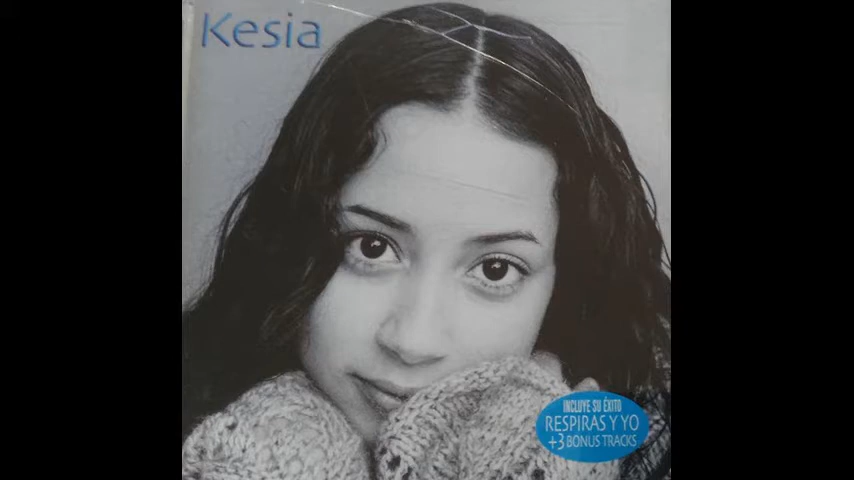 Kesia
INCLUYE SU ÉXITO
RESPIRAS Y YO
+3 BONUS TRACKS